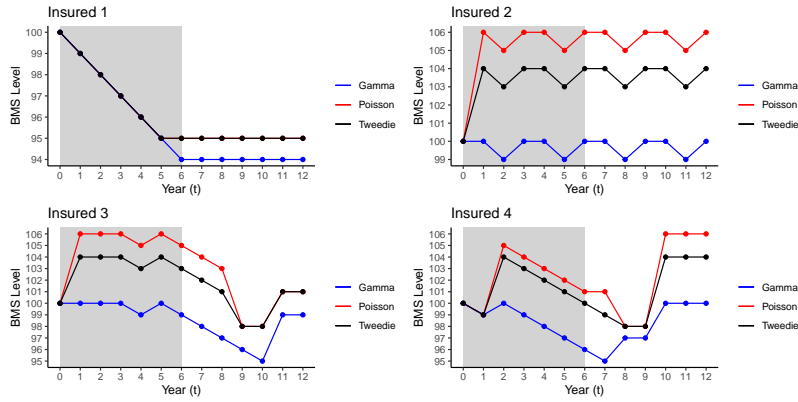 Insured 1
100
99
98
97
96
95
94
BMS Level
0 1 2 3 4 5 6 7 8 9 10 11 12
Year (t)
Gamma
Poisson
Tweedie
Insured 2
106
105
104
103
102
101
100
99
BMS Level
0 1 2 3 4 5 6 7 8 9 10 11 12
Year (t)
Gamma
Poisson
Tweedie
Insured 3
106
105
104
103
102
101
100
99
98
97
96
95
BMS Level
0 1 2 3 4 5 6 7 8 9 10 11 12
Year (t)
Gamma
Poisson
Tweedie
Insured 4
106
105
104
103
102
101
100
99
98
97
96
95
BMS Level
0 1 2 3 4 5 6 7 8 9 10 11 12
Year (t)
Gamma
Poisson
Tweedie